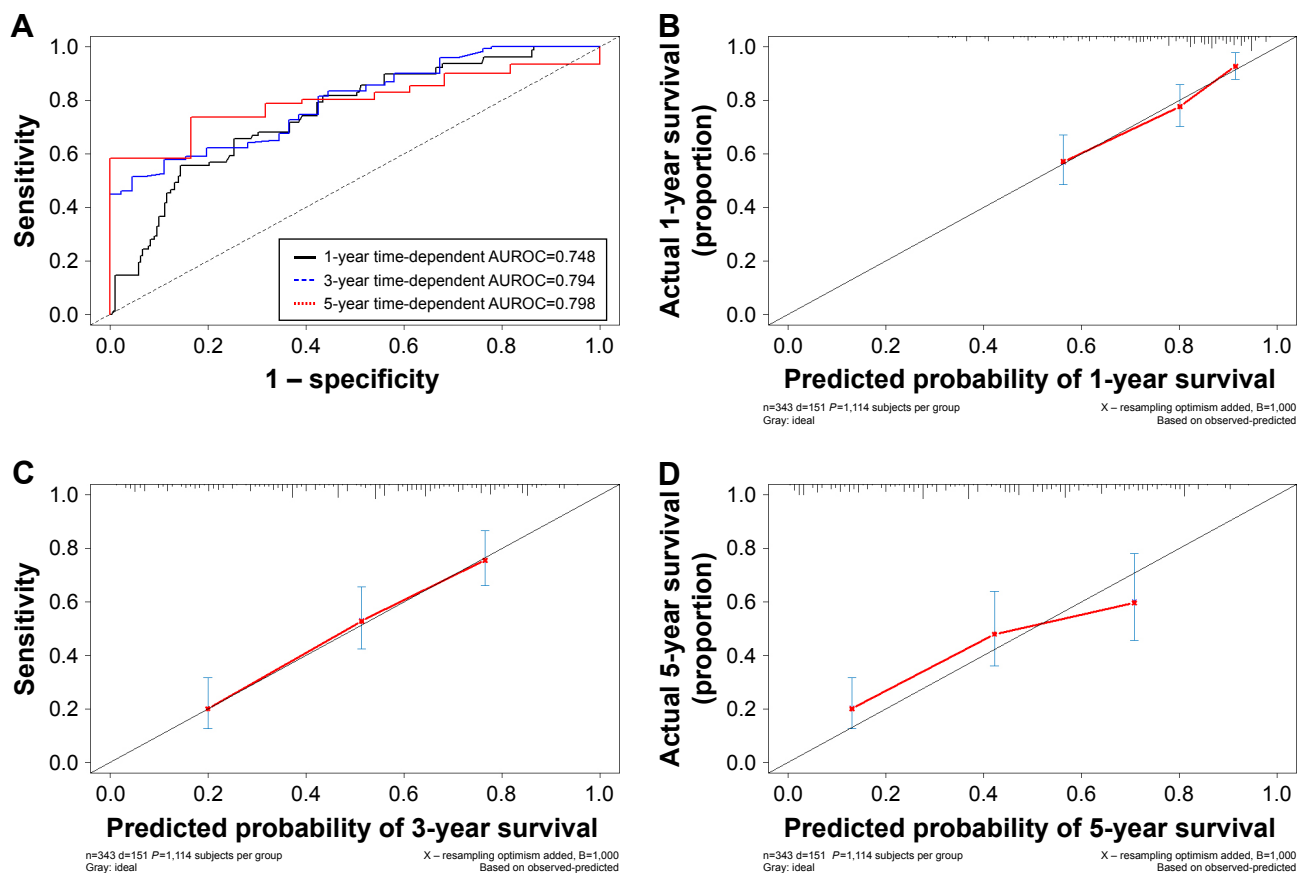 A
Sensitivity
1.0
0.8
0.6
0.4
0.2
0.0
1-year time-dependent AUROC=0.748
3-year time-dependent AUROC=0.794
5-year time-dependent AUROC=0.798
0.0 0.2 0.4 0.6 0.8 1.0
1 – specificity
B
Actual 1-year survival
(proportion)
1.0
0.8
0.6
0.4
0.2
0.0
0.0 0.2 0.4 0.6 0.8 1.0
Predicted probability of 1-year survival
n=343 d=151 P=1,114 subjects per group
Gray: ideal
X – resampling optimism added, B=1,000
Based on observed-predicted
C
Sensitivity
1.0
0.8
0.6
0.4
0.2
0.0
0.0 0.2 0.4 0.6 0.8 1.0
Predicted probability of 3-year survival
n=343 d=151 P=1,114 subjects per group
Gray: ideal
X – resampling optimism added, B=1,000
Based on observed-predicted
D
Actual 5-year survival
(proportion)
1.0
0.8
0.6
0.4
0.2
0.0
0.0 0.2 0.4 0.6 0.8 1.0
Predicted probability of 5-year survival
n=343 d=151 P=1,114 subjects per group
Gray: ideal
X – resampling optimism added, B=1,000
Based on observed-predicted